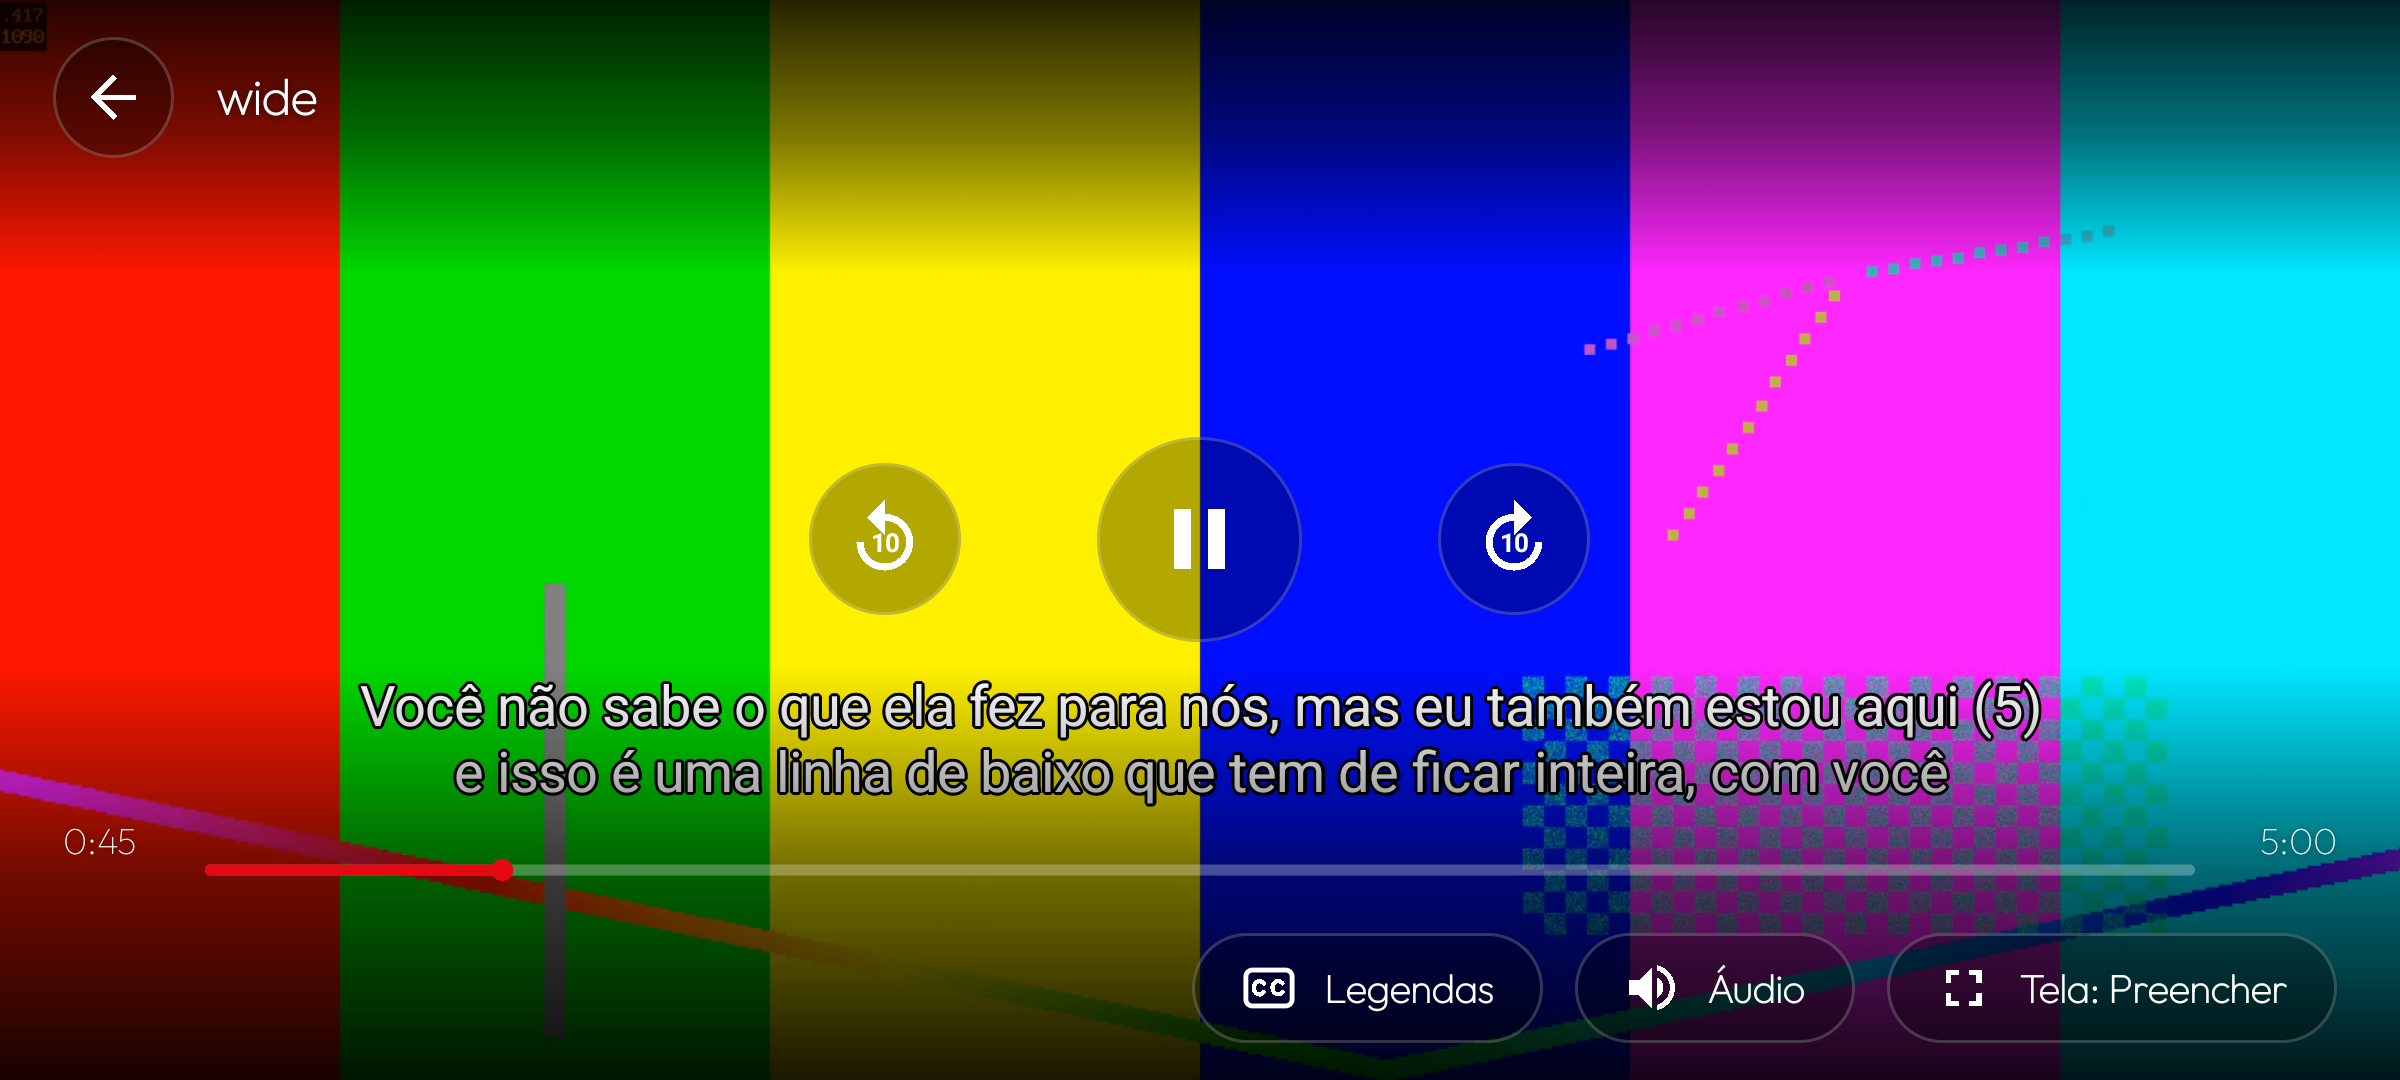 .417
1090
wide
10
10
Você não sabe o que ela fez para nós, mas eu também estou aqui (5)
e isso é uma linha de baixo que tem de ficar inteira, com você
0:45
5:00
CC
Legendas
Áudio
Tela: Preencher